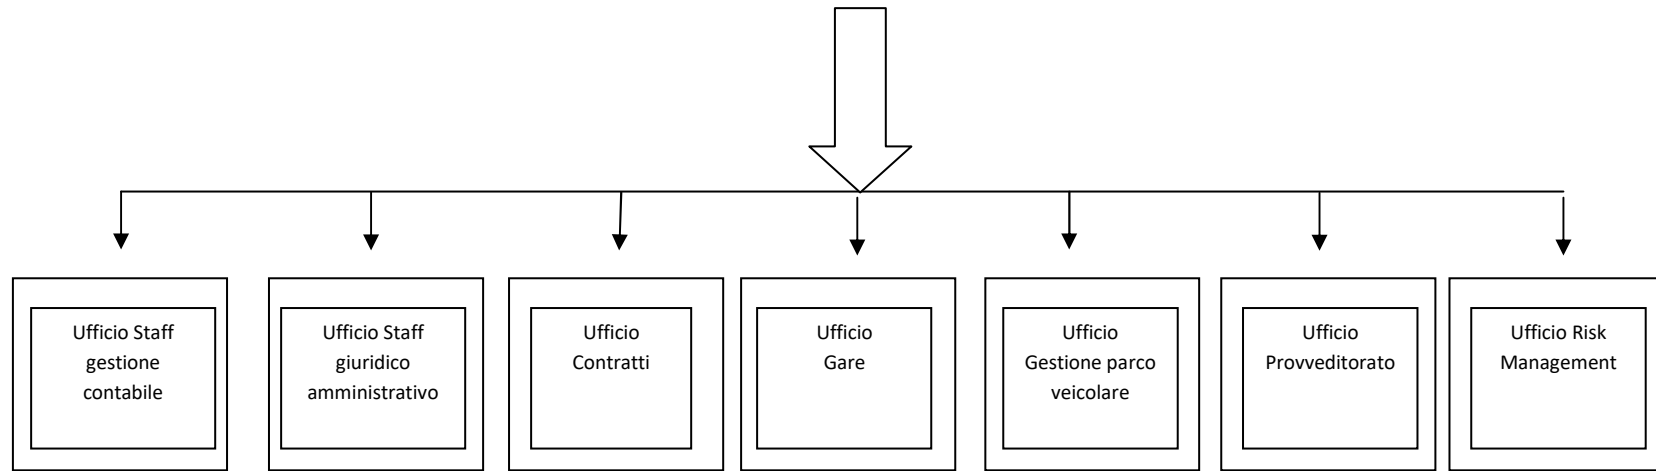 Ufficio Staff
gestione
contabile
Ufficio Staff
giuridico
amministrativo
Ufficio
Contratti
Ufficio
Gare
Ufficio
Gestione parco
veicolare
Ufficio
Provveditorato
Ufficio Risk
Management